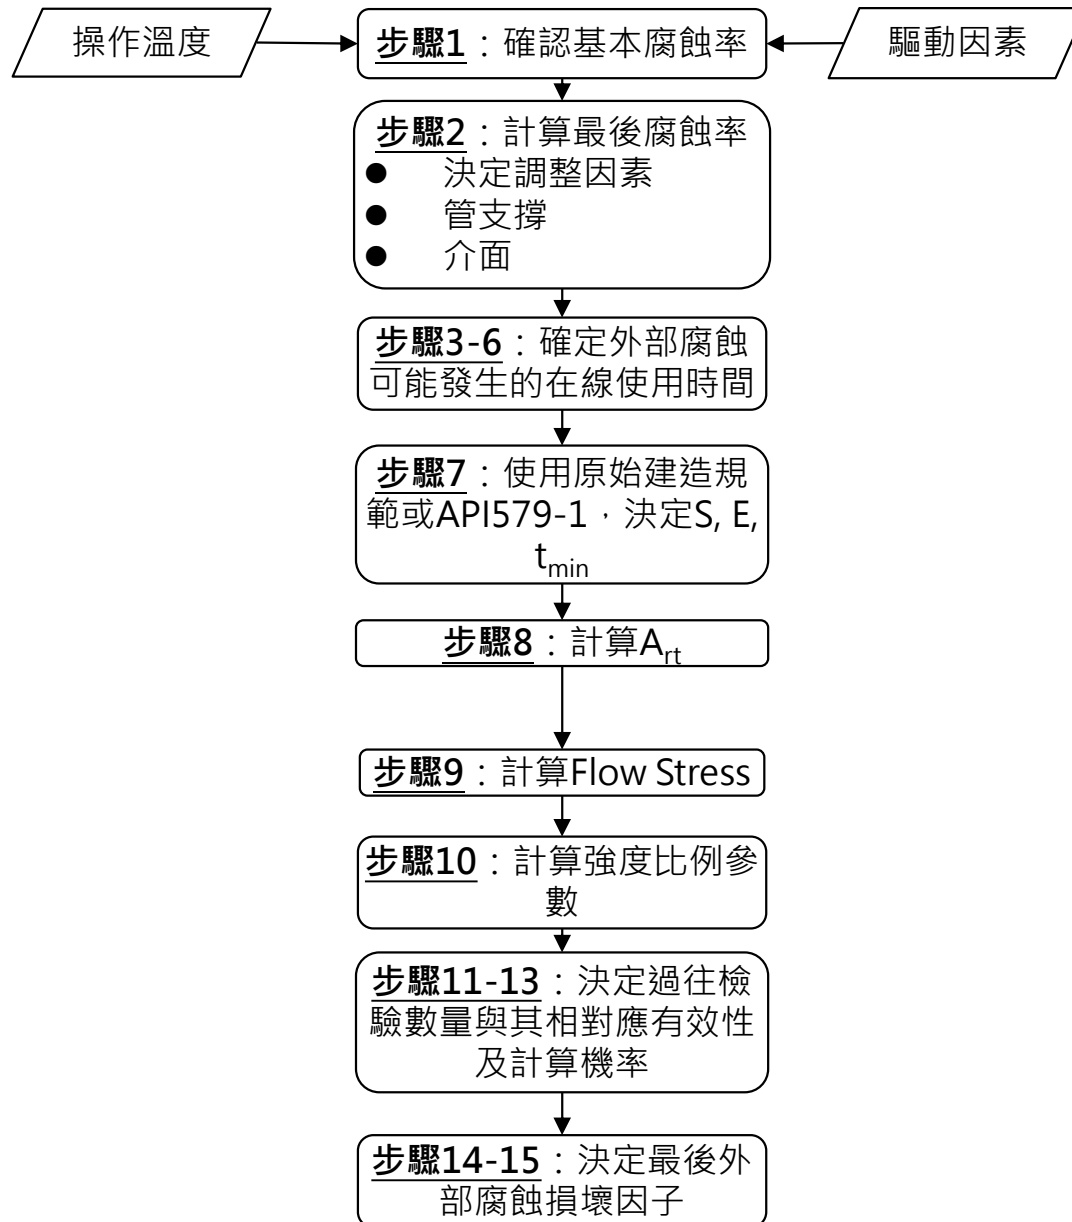 操作溫度
步驟1：確認基本腐蝕率
驅動因素
步驟2：計算最後腐蝕率
● 決定調整因素
● 管支撐
● 介面
步驟3-6：確定外部腐蝕
可能發生的在線使用時間
步驟7：使用原始建造規
範或API579-1，決定S, E,
tmin
步驟8：計算Art
步驟9：計算Flow Stress
步驟10：計算強度比例參
數
步驟11-13：決定過往檢
驗數量與其相對應有效性
及計算機率
步驟14-15：決定最後外
部腐蝕損壞因子